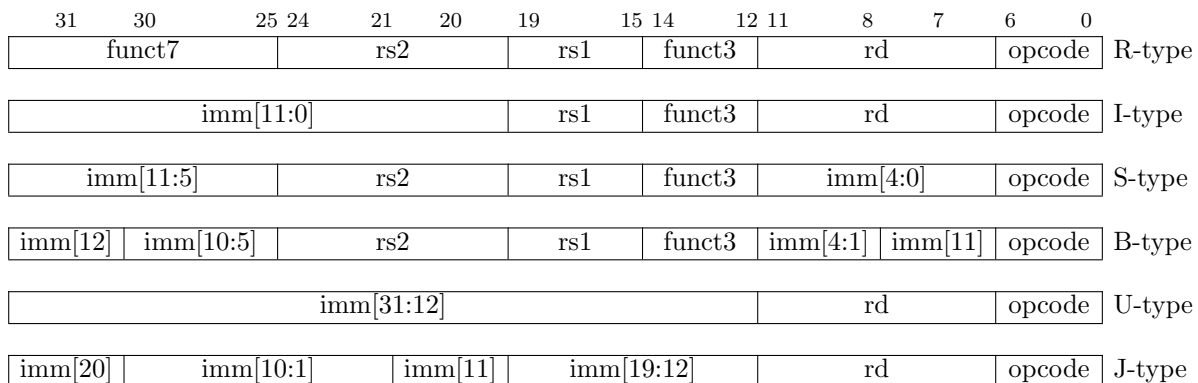 31 30 25 24 21 20 19 15 14 12 11 8 7 6 0
funct7 rs2 rs1 funct3 rd opcode R-type
imm[11:0] rs1 funct3 rd opcode I-type
imm[11:5] rs2 rs1 funct3 imm[4:0] opcode S-type
imm[12] imm[10:5] rs2 rs1 funct3 imm[4:1] imm[11] opcode B-type
imm[31:12] rd opcode U-type
imm[20] imm[10:1] imm[11] imm[19:12] rd opcode J-type